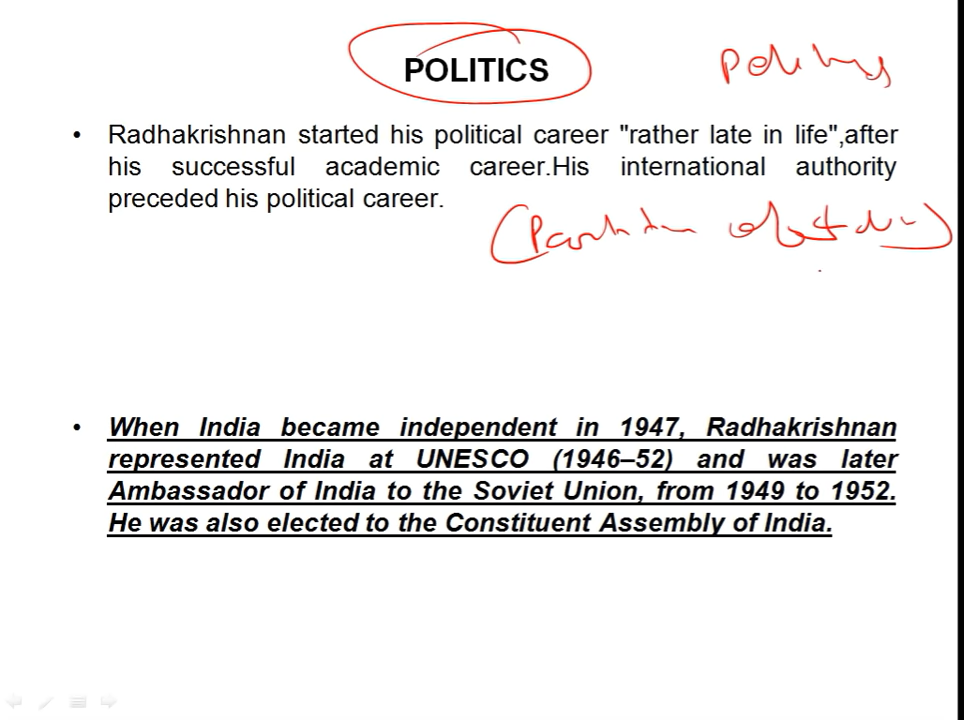 POLITICS
Politics
• Radhakrishnan started his political career "rather late in life",after
his successful academic career.His international authority
preceded his political career.
• When India became independent in 1947, Radhakrishnan
represented India at UNESCO (1946–52) and was later
Ambassador of India to the Soviet Union, from 1949 to 1952.
He was also elected to the Constituent Assembly of India.